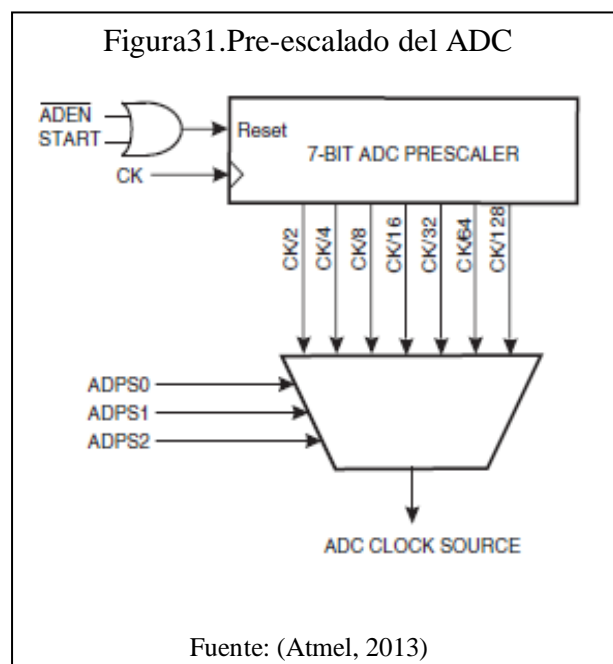 Figura31.Pre-escalado del ADC
ADEN
START
Reset
7-BIT ADC PRESCALER
CK
CK/2
CK/4
CK/8
CK/16
CK/32
CK/64
CK/128
ADPS0
ADPS1
ADPS2
ADC CLOCK SOURCE
Fuente: (Atmel, 2013)